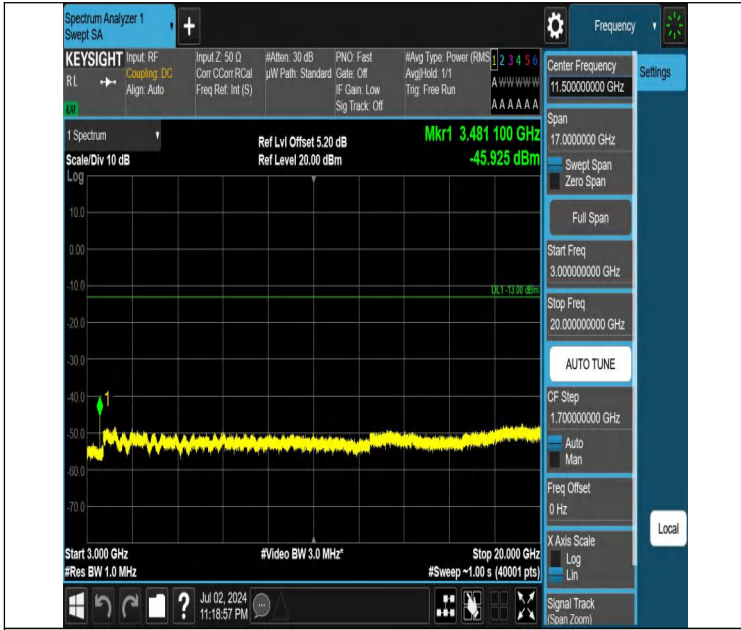 Spectrum Analyzer 1
Swept SA
+
Frequency
KEYSIGHT
RL
Input: RF
Coupling: DC
Align: Auto
Input Z: 50 Ω
Corr CCorr RCal
Freq Ref: Int (S)
#Atten: 30 dB
µW Path: Standard
PNO: Fast
Gate: Off
IF Gain: Low
Sig Track: Off
#Avg Type: Power (RMS
Avg|Hold: 1/1
Trig: Free Run
1 2 3 4 5 6
A W W W W W
A A A A A A
1 Spectrum
Scale/Div 10 dB
Ref Lvl Offset 5.20 dB
Ref Level 20.00 dBm
Mkr1 3.481 100 GHz
-45.925 dBm
Log
10.0
0.00
-10.0
DL1 -13.00 dBm
-20.0
-30.0
-40.0
1
-50.0
-60.0
-70.0
Start 3.000 GHz
#Video BW 3.0 MHz*
Stop 20.000 GHz
#Res BW 1.0 MHz
#Sweep ~1.00 s (40001 pts)
Jul 02, 2024
11:18:57 PM
?
Center Frequency
11.500000000 GHz
Settings
Span
17.0000000 GHz
Swept Span
Zero Span
Full Span
Start Freq
3.000000000 GHz
Stop Freq
20.000000000 GHz
AUTO TUNE
CF Step
1.700000000 GHz
Auto
Man
Freq Offset
0 Hz
X Axis Scale
Log
Lin
Local
Signal Track
(Span Zoom)